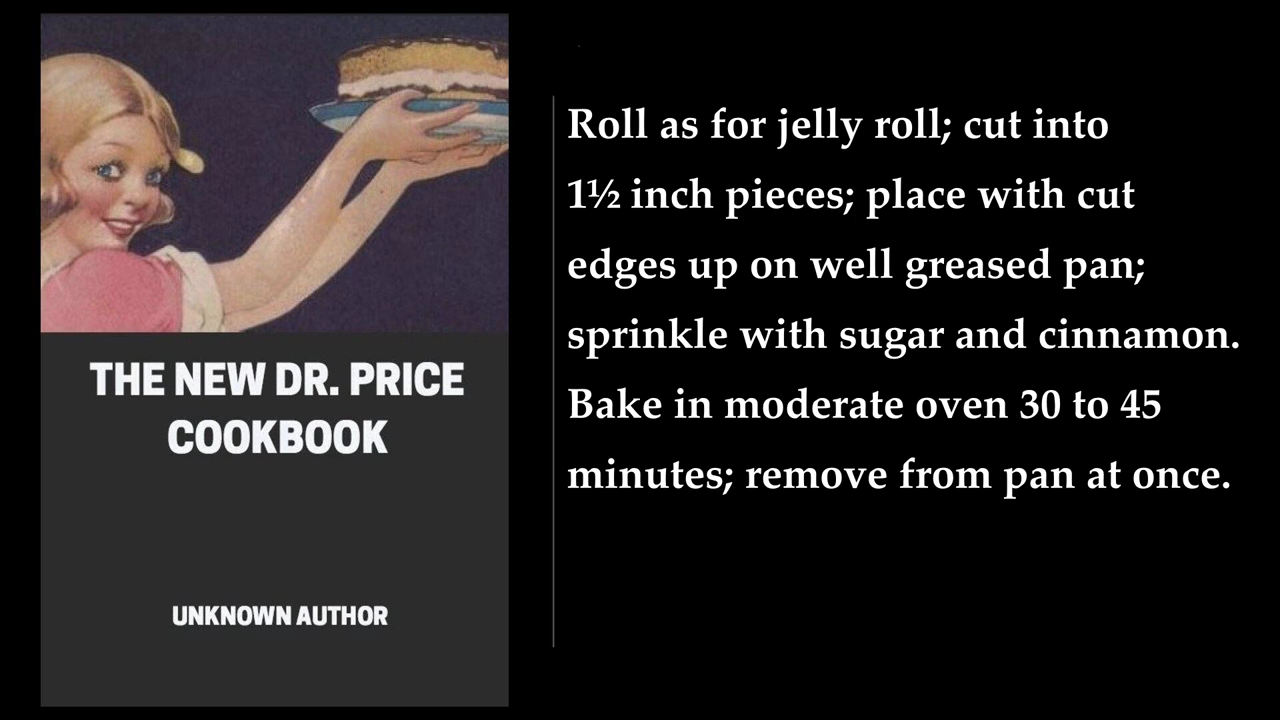 THE NEW DR. PRICE
COOKBOOK
UNKNOWN AUTHOR
Roll as for jelly roll; cut into
1½ inch pieces; place with cut
edges up on well greased pan;
sprinkle with sugar and cinnamon.
Bake in moderate oven 30 to 45
minutes; remove from pan at once.